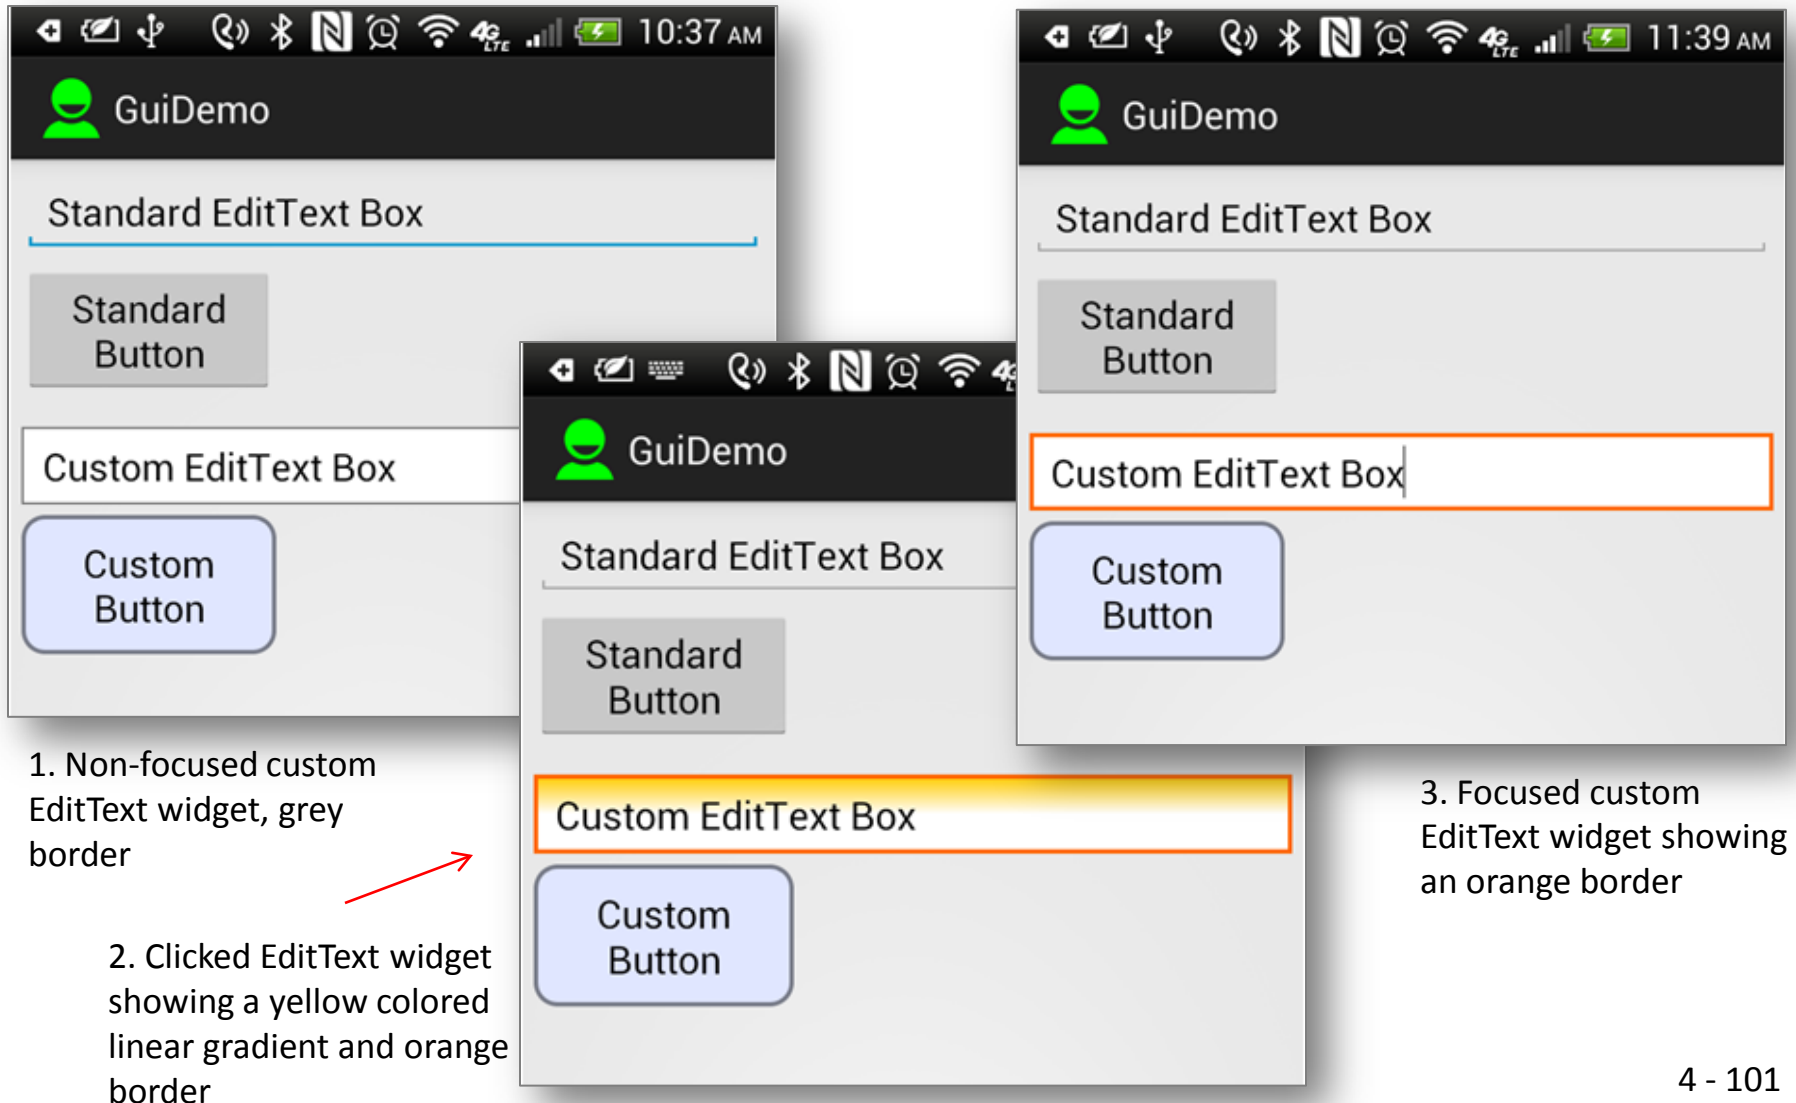 10:37 AM
GuiDemo
Standard EditText Box
Standard
Button
Custom EditText Box
Custom
Button
1. Non-focused custom
EditText widget, grey
border
4G
GuiDemo
Standard EditText Box
Standard
Button
Custom EditText Box
Custom
Button
2. Clicked EditText widget
showing a yellow colored
linear gradient and orange
border
4G LTE 11:39 AM
GuiDemo
Standard EditText Box
Standard
Button
Custom EditText Box
Custom
Button
3. Focused custom
EditText widget showing
an orange border
4 - 101